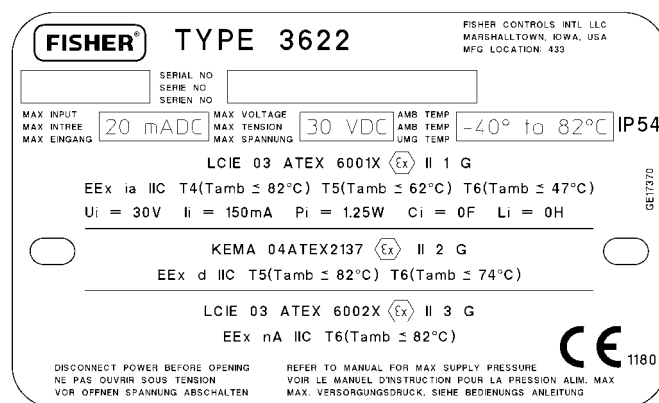 FISHER® TYPE 3622
FISHER CONTROLS INTL LLC
MARSHALLTOWN, IOWA, USA
MFG LOCATION: 433
SERIAL NO
SERIE NO
SERIEN NO
MAX INPUT
MAX INTREE
MAX EINGANG
20 mADC
MAX VOLTAGE
MAX TENSION
MAX SPANNUNG
30 VDC
AMB TEMP
AMB TEMP
UMG TEMP
-40° to 82°C
IP54
LCIE 03 ATEX 6001X Ex II 1 G
EEx ia IIC T4(Tamb ≤ 82°C) T5(Tamb ≤ 62°C) T6(Tamb ≤ 47°C)
Ui = 30V Ii = 150mA Pi = 1.25W Ci = 0F Li = 0H
GE17370
KEMA 04ATEX2137 Ex II 2 G
EEx d IIC T5(Tamb ≤ 82°C) T6(Tamb ≤ 74°C)
LCIE 03 ATEX 6002X Ex II 3 G
EEx nA IIC T6(Tamb ≤ 82°C)
CE 1180
DISCONNECT POWER BEFORE OPENING
NE PAS OUVRIR SOUS TENSION
VOR OFFNEN SPANNUNG ABSCHALTEN
REFER TO MANUAL FOR MAX SUPPLY PRESSURE
VOIR LE MANUEL D'INSTRUCTION POUR LA PRESSION ALIM. MAX
MAX. VERSORGUNGSDRUCK, SIEHE BEDIENUNGS ANLEITUNG